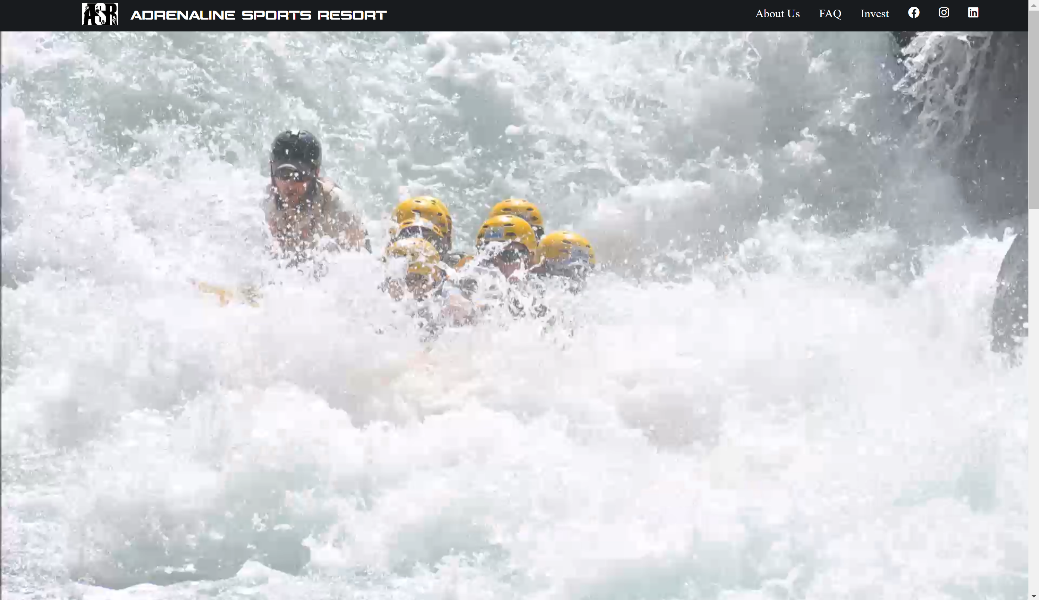 ASR
ADRENALINE SPORTS RESORT
About Us
FAQ
Invest